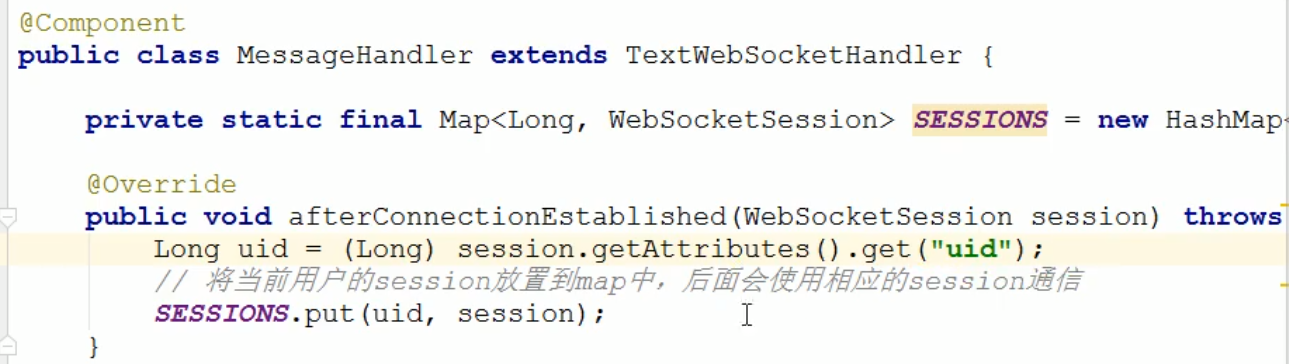 @Component
public class MessageHandler extends TextWebSocketHandler {
private static final Map<Long, WebSocketSession> SESSIONS = new HashMap<
@Override
public void afterConnectionEstablished(WebSocketSession session) throws
Long uid = (Long) session.getAttributes().get("uid");
// 将当前用户的session放置到map中，后面会使用相应的session通信
SESSIONS.put(uid, session);
}